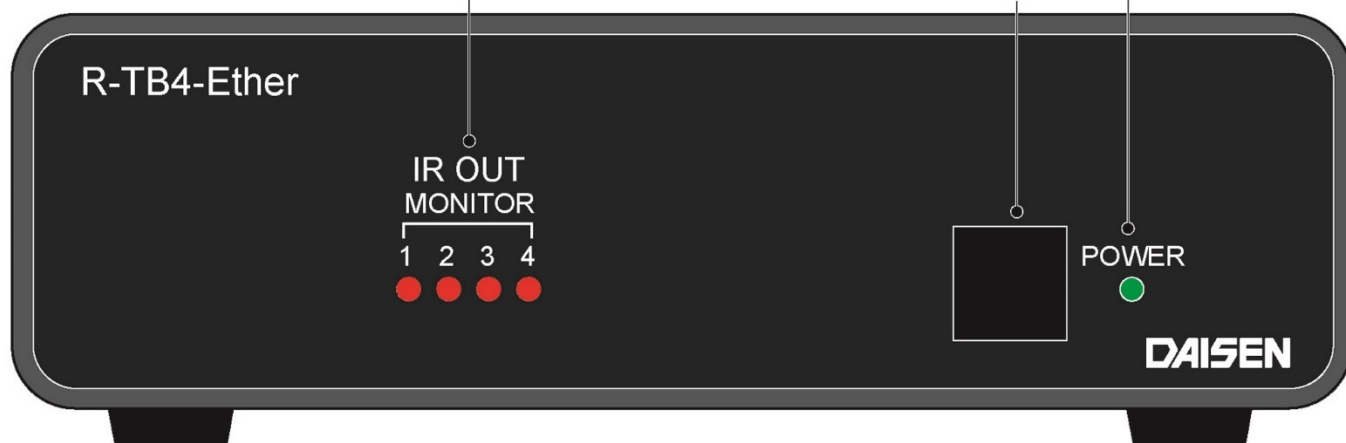 R-TB4-Ether
IR OUT
MONITOR
1 2 3 4
POWER
DAISEN